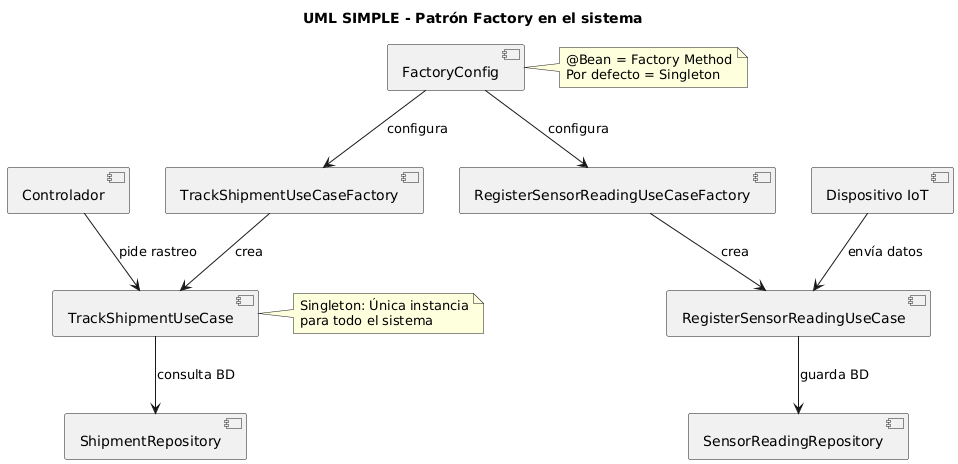 UML SIMPLE - Patrón Factory en el sistema
FactoryConfig
@Bean = Factory Method
Por defecto = Singleton
configura
configura
Controlador
TrackShipmentUseCaseFactory
RegisterSensorReadingUseCaseFactory
Dispositivo IoT
pide rastreo
crea
crea
envía datos
TrackShipmentUseCase
Singleton: Única instancia
para todo el sistema
RegisterSensorReadingUseCase
consulta BD
guarda BD
ShipmentRepository
SensorReadingRepository